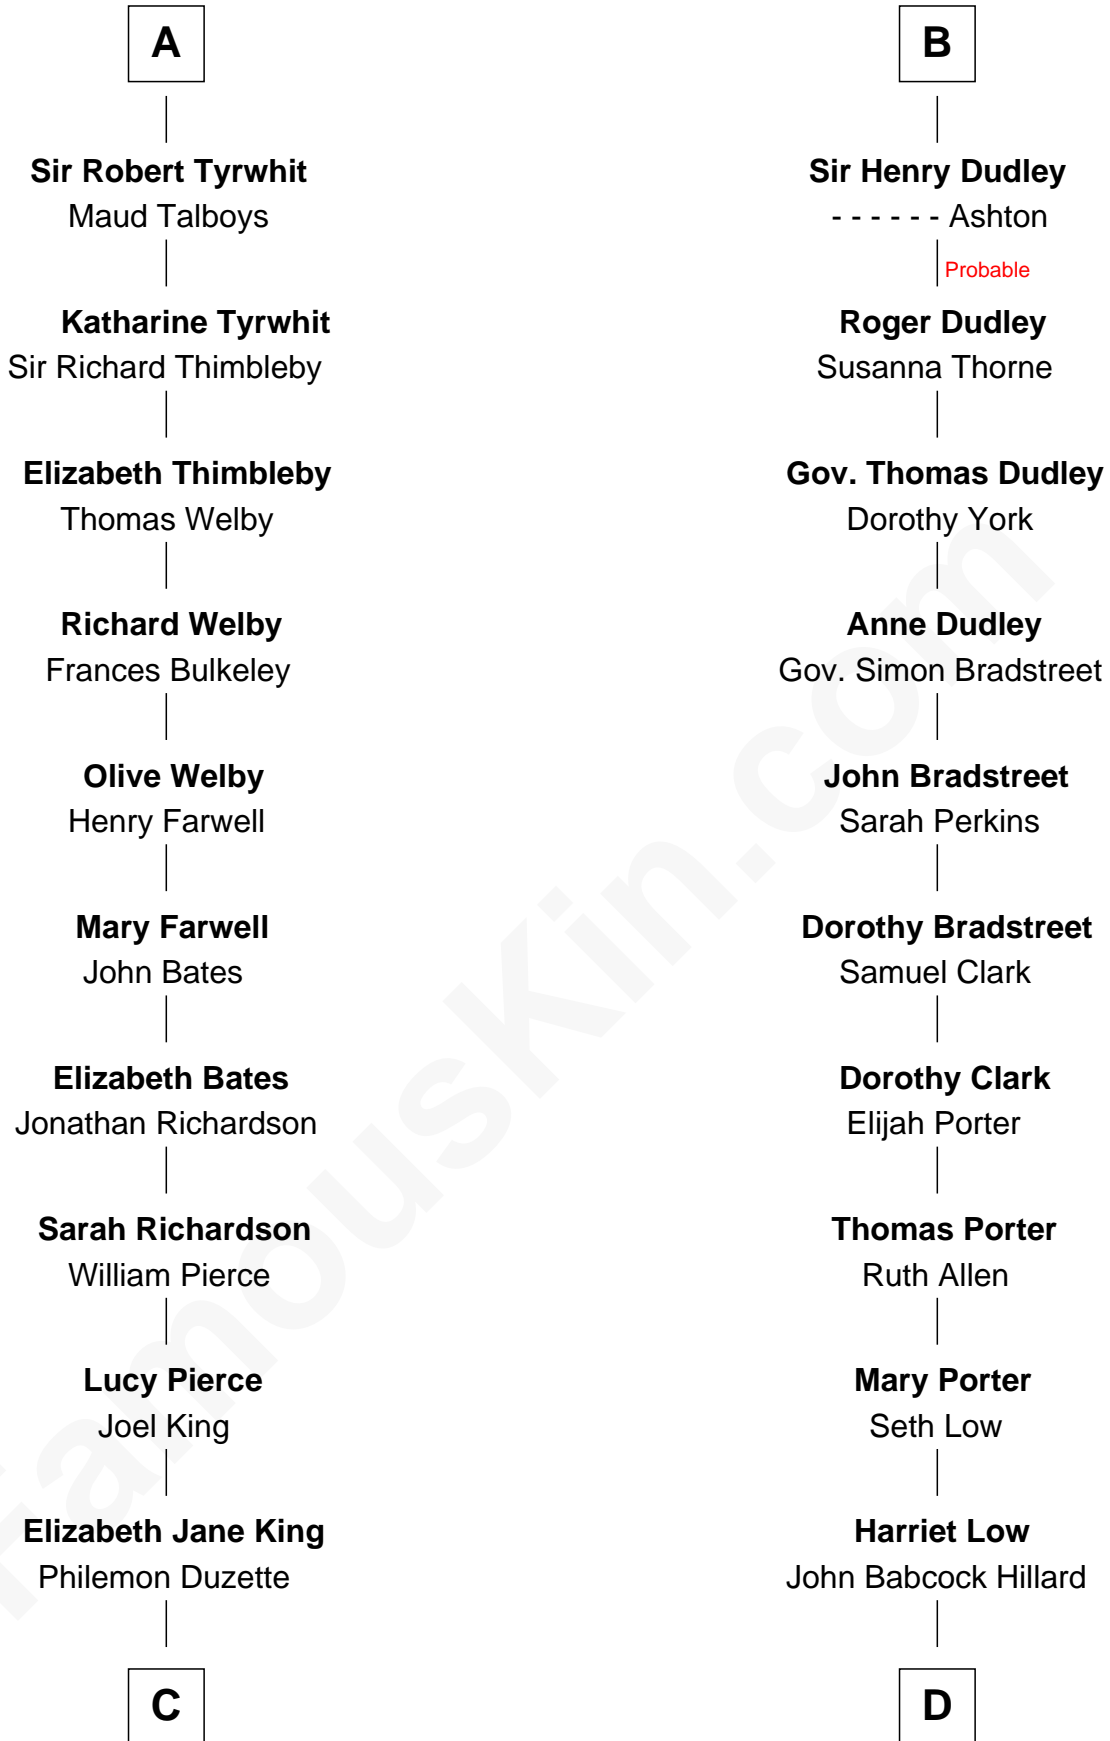 A
Sir Robert Tyrwhit
Maud Talboys
Katharine Tyrwhit
Sir Richard Thimbleby
Elizabeth Thimbleby
Thomas Welby
Richard Welby
Frances Bulkeley
Olive Welby
Henry Farwell
Mary Farwell
John Bates
Elizabeth Bates
Jonathan Richardson
Sarah Richardson
William Pierce
Lucy Pierce
Joel King
Elizabeth Jane King
Philemon Duzette
C
B
Sir Henry Dudley
- - - - - - Ashton
Probable
Roger Dudley
Susanna Thorne
Gov. Thomas Dudley
Dorothy York
Anne Dudley
Gov. Simon Bradstreet
John Bradstreet
Sarah Perkins
Dorothy Bradstreet
Samuel Clark
Dorothy Clark
Elijah Porter
Thomas Porter
Ruth Allen
Mary Porter
Seth Low
Harriet Low
John Babcock Hillard
D
FamousKin.com